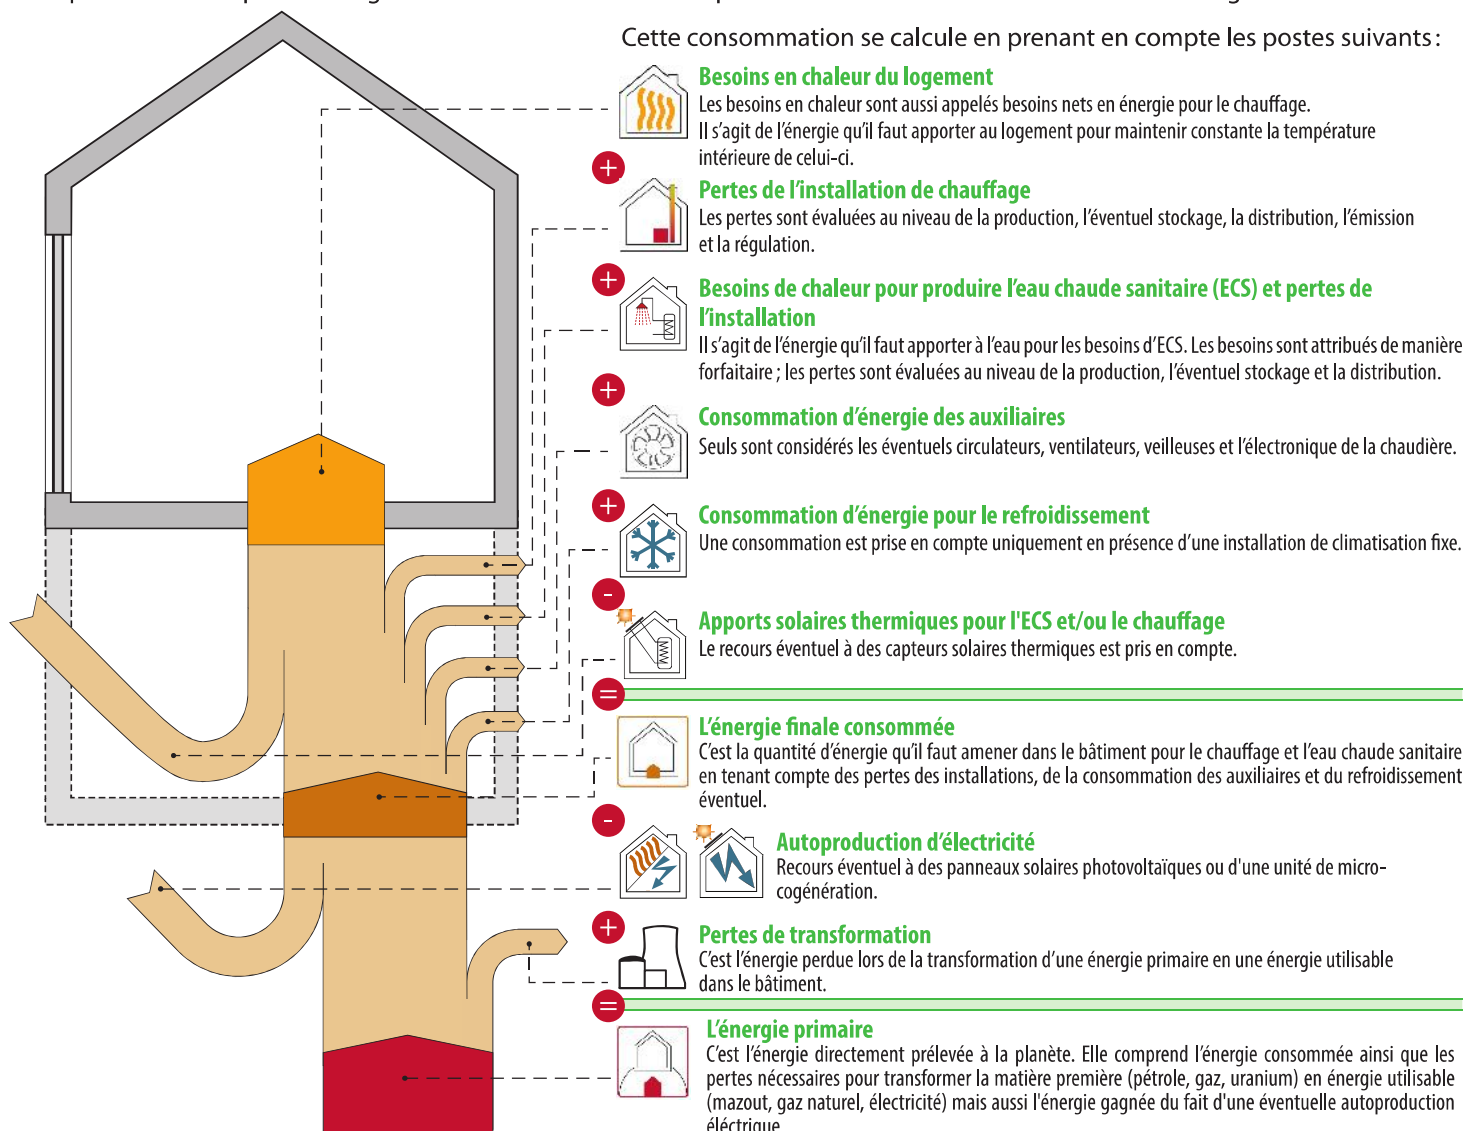 Cette consommation se calcule en prenant en compte les postes suivants :
Besoins en chaleur du logement
Les besoins en chaleur sont aussi appelés besoins nets en énergie pour le chauffage.
Il s'agit de l'énergie qu'il faut apporter au logement pour maintenir constante la température
intérieure de celui-ci.
+
Pertes de l'installation de chauffage
Les pertes sont évaluées au niveau de la production, l'éventuel stockage, la distribution, l'émission
et la régulation.
+
Besoins de chaleur pour produire l'eau chaude sanitaire (ECS) et pertes de
l'installation
Il s'agit de l'énergie qu'il faut apporter à l'eau pour les besoins d'ECS. Les besoins sont attribués de manière
forfaitaire ; les pertes sont évaluées au niveau de la production, l'éventuel stockage et la distribution.
+
Consommation d'énergie des auxiliaires
Seuls sont considérés les éventuels circulateurs, ventilateurs, veilleuses et l'électronique de la chaudière.
+
Consommation d'énergie pour le refroidissement
Une consommation est prise en compte uniquement en présence d'une installation de climatisation fixe.
-
Apports solaires thermiques pour l'ECS et/ou le chauffage
Le recours éventuel à des capteurs solaires thermiques est pris en compte.
=
L'énergie finale consommée
C'est la quantité d'énergie qu'il faut amener dans le bâtiment pour le chauffage et l'eau chaude sanitaire
en tenant compte des pertes des installations, de la consommation des auxiliaires et du refroidissement
éventuel.
-
Autoproduction d'électricité
Recours éventuel à des panneaux solaires photovoltaïques ou d'une unité de micro-
cogénération.
+
Pertes de transformation
C'est l'énergie perdue lors de la transformation d'une énergie primaire en une énergie utilisable
dans le bâtiment.
=
L'énergie primaire
C'est l'énergie directement prélevée à la planète. Elle comprend l'énergie consommée ainsi que les
pertes nécessaires pour transformer la matière première (pétrole, gaz, uranium) en énergie utilisable
(mazout, gaz naturel, électricité) mais aussi l'énergie gagnée du fait d'une éventuelle autoproduction
éléctrique